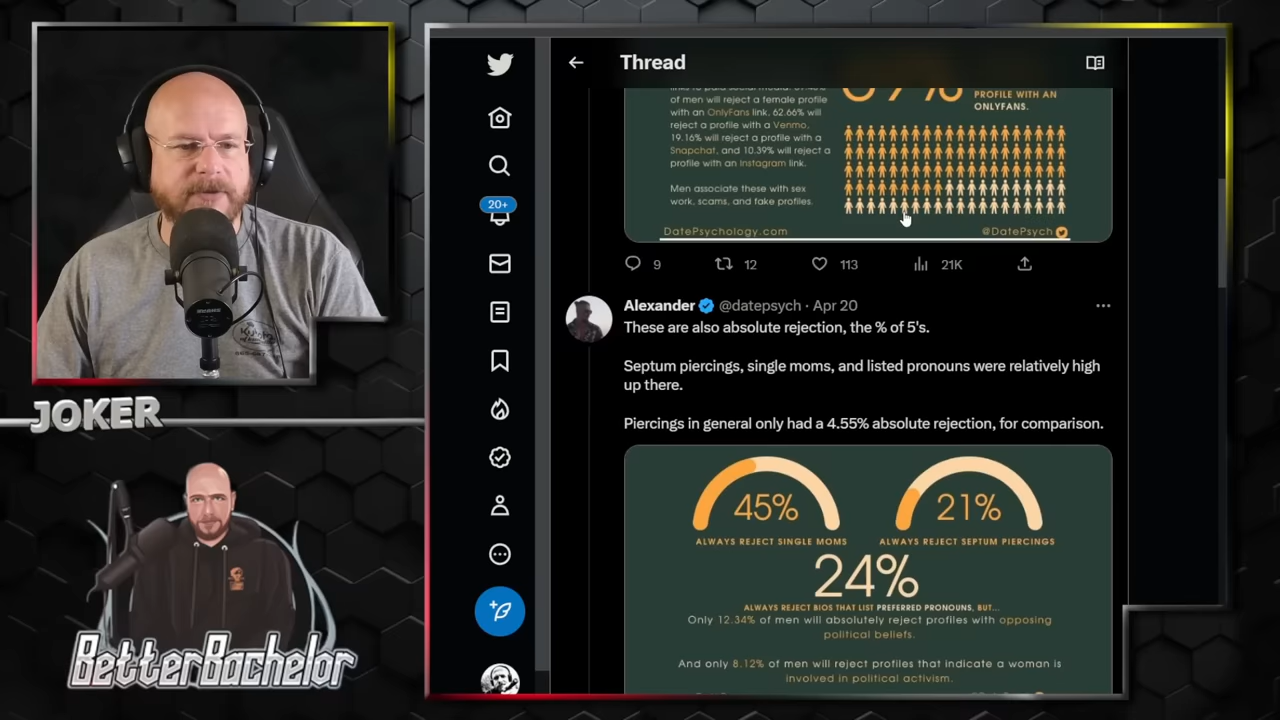 Thread
PROFILE WITH AN
ONLYFANS.
of men will reject a female profile
with an OnlyFans link. 62.66% will
reject a profile with a Venmo,
19.16% will reject a profile with a
Snapchat, and 10.39% will reject a
profile with an Instagram link.
Men associate these with sex
work, scams, and fake profiles.
DatePsychology.com
@DatePsych
20+
9
12
113
21K
Alexander @datepsych · Apr 20
These are also absolute rejection, the % of 5's.
Septum piercings, single moms, and listed pronouns were relatively high
up there.
Piercings in general only had a 4.55% absolute rejection, for comparison.
45%
ALWAYS REJECT SINGLE MOMS
21%
ALWAYS REJECT SEPTUM PIERCINGS
24%
ALWAYS REJECT BIOS THAT LIST PREFERRED PRONOUNS, BUT...
Only 12.34% of men will absolutely reject profiles with opposing
political beliefs.
And only 8.12% of men will reject profiles that indicate a woman is
involved in political activism.
JOKER
BetterBachelor